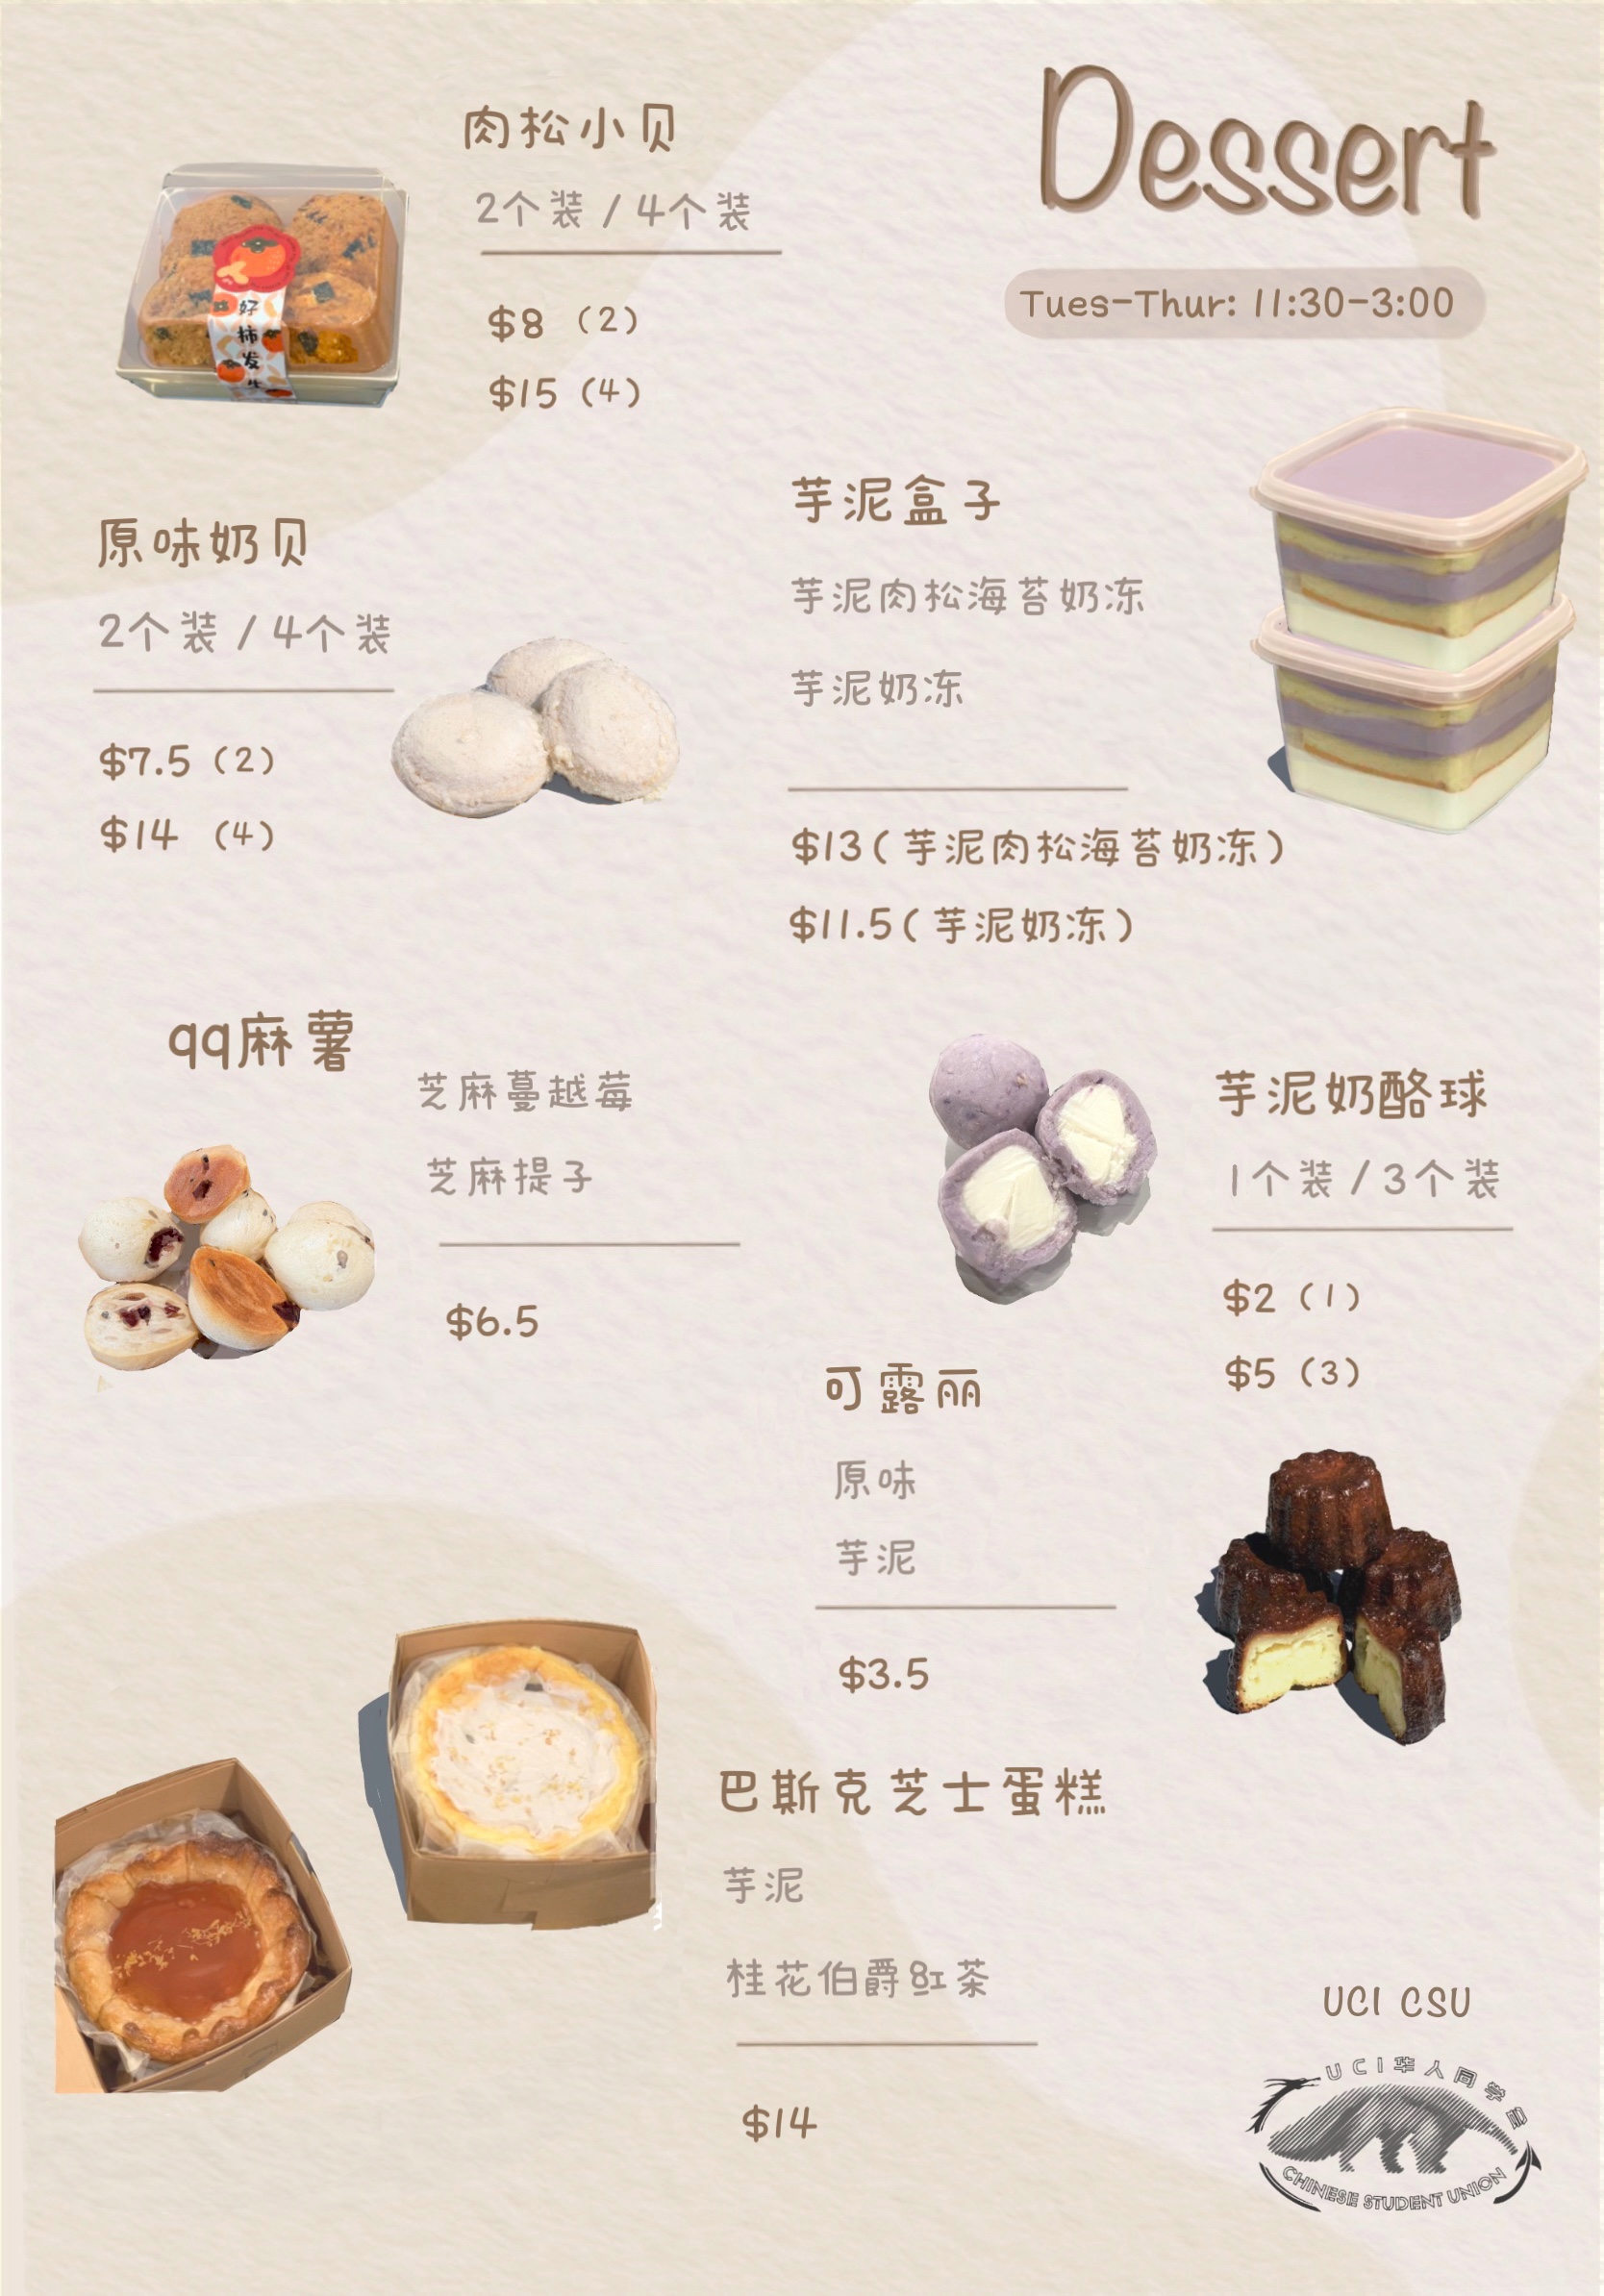 Dessert
Tues-Thur: 11:30-3:00
肉松小贝
2个装 / 4个装
$8 (2)
$15 (4)
好柿发生
原味奶贝
2个装 / 4个装
$7.5 (2)
$14 (4)
芋泥盒子
芋泥肉松海苔奶冻
芋泥奶冻
$13(芋泥肉松海苔奶冻)
$11.5(芋泥奶冻)
qq麻薯
芝麻蔓越莓
芝麻提子
$6.5
芋泥奶酪球
1个装 / 3个装
$2 (1)
$5 (3)
可露丽
原味
芋泥
$3.5
巴斯克芝士蛋糕
芋泥
桂花伯爵红茶
$14
UCI CSU
UCI华人同学会
CHINESE STUDENT UNION